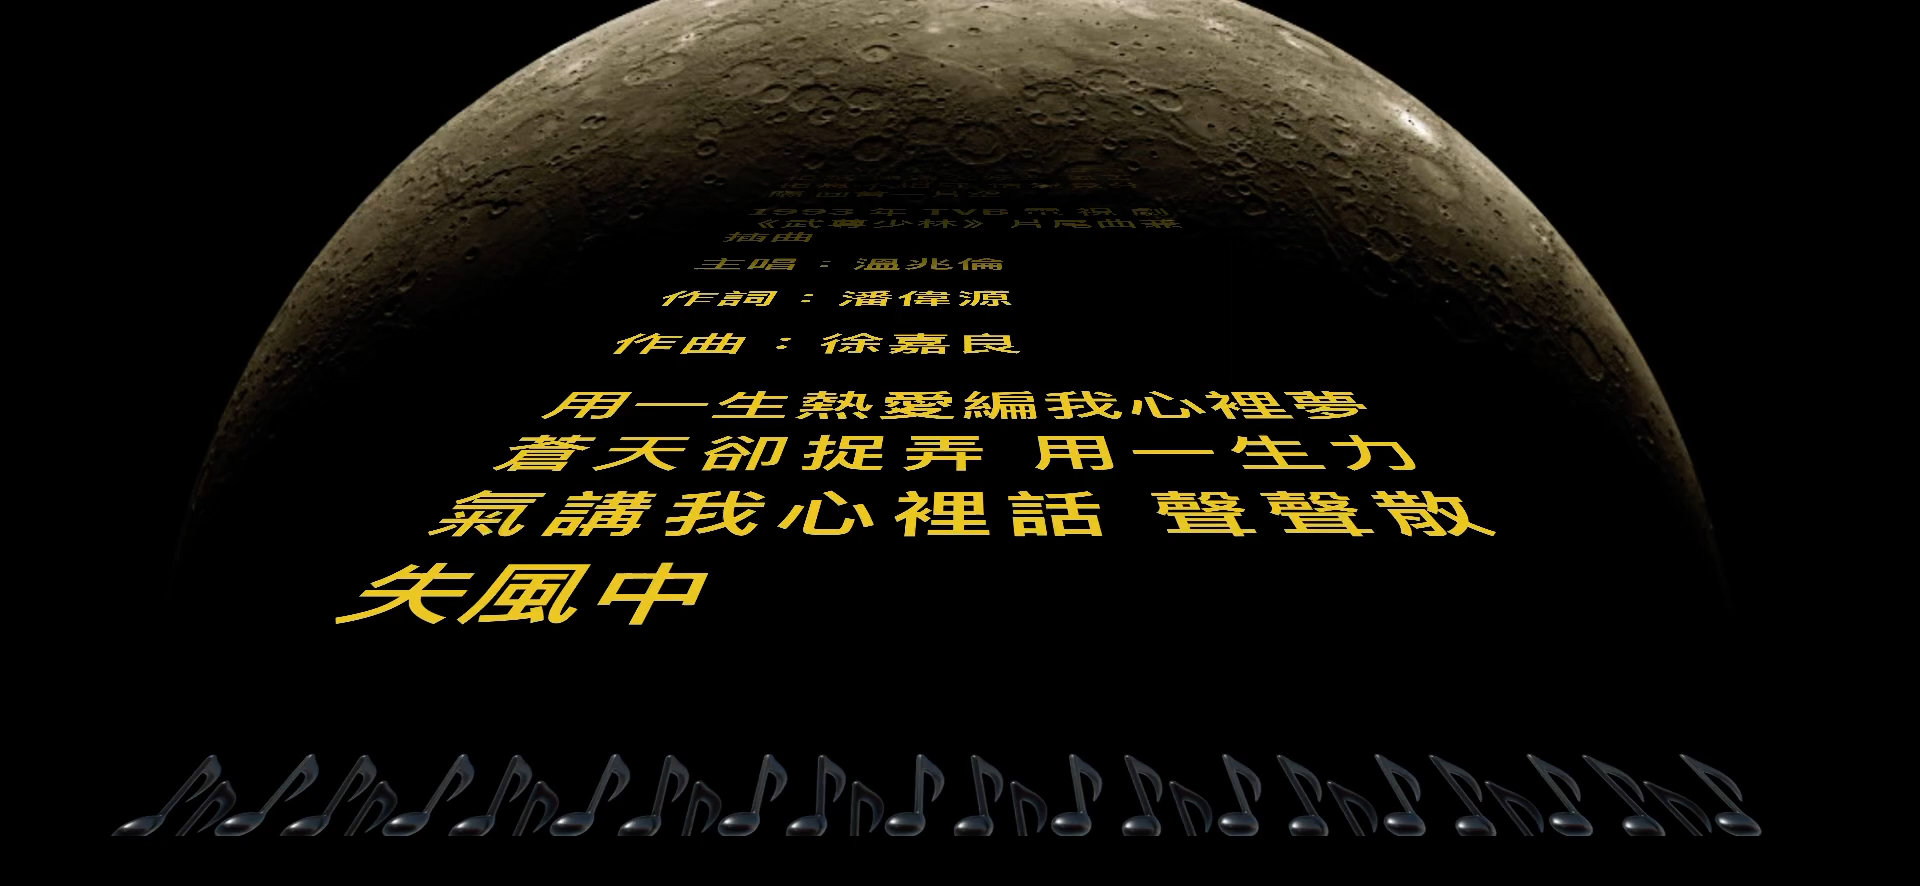 1993 年 TVB 電視劇
《武尊少林》片尾曲兼
插曲
主唱：溫兆倫
作詞：潘偉源
作曲：徐嘉良
用一生熱愛編我心裡夢
蒼天卻捉弄 用一生力
氣講我心裡話 聲聲散
失風中